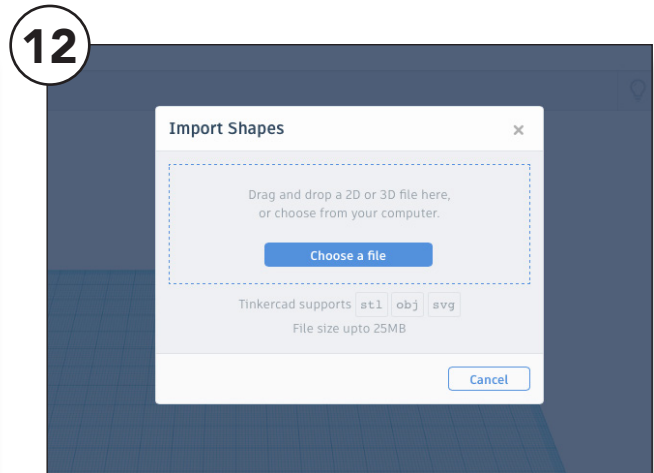 12
Import Shapes ×
Drag and drop a 2D or 3D file here,
or choose from your computer.
Choose a file
Tinkercad supports stl obj svg
File size upto 25MB
Cancel